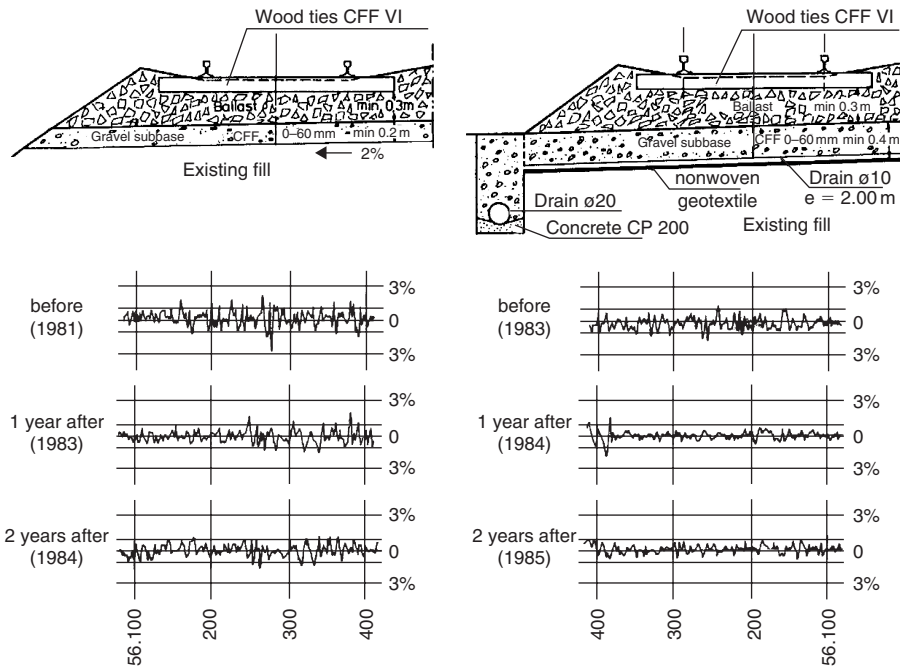 Wood ties CFF VI
Ballast min, 0.3m
Gravel subbase CFF 0–60 mm min 0.2 m
2%
Existing fill
Wood ties CFF VI
Ballast min 0.3 m
Gravel subbase CFF 0–60 mm min 0.4 m
nonwoven
geotextile
Drain ø10
e = 2.00 m
Drain ø20
Concrete CP 200
Existing fill
before
(1981)
3%
0
3%
1 year after
(1983)
3%
0
3%
2 years after
(1984)
3%
0
3%
56.100
200
300
400
before
(1983)
3%
0
3%
1 year after
(1984)
3%
0
3%
2 years after
(1985)
3%
0
3%
400
300
200
56.100